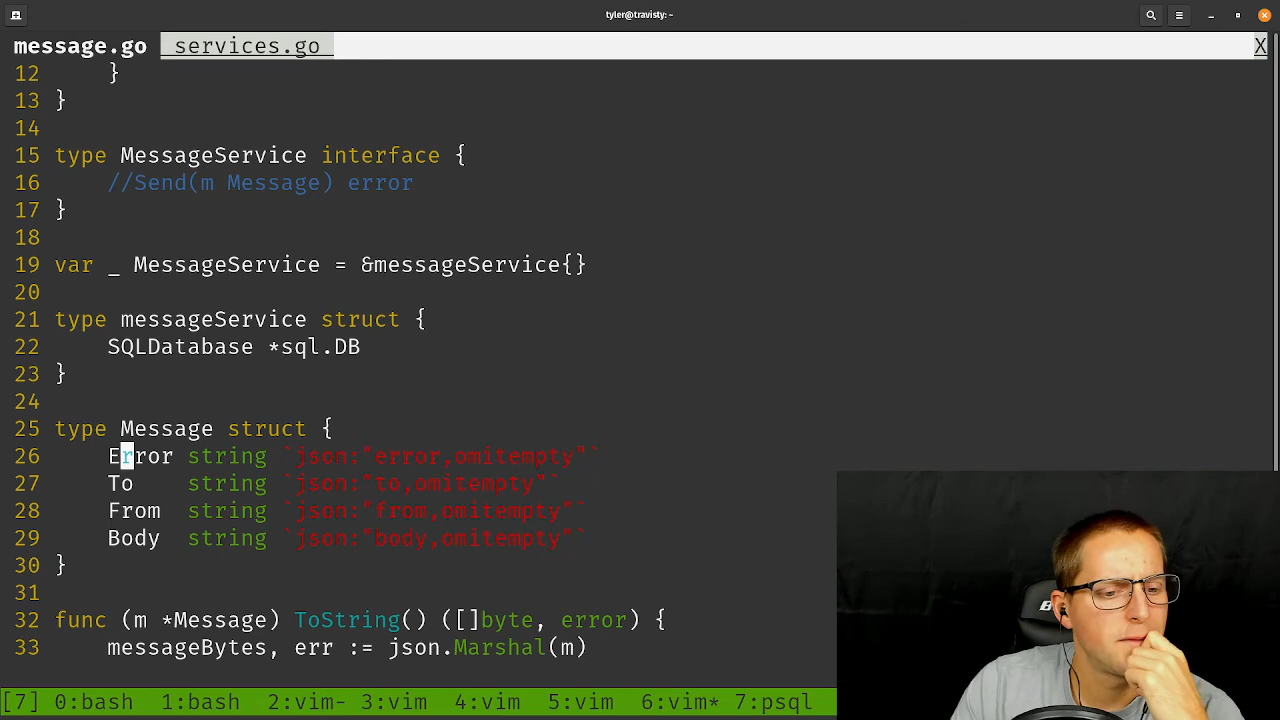 tyler@travisty: ~
message.go services.go X
12 }
13 }
14
15 type MessageService interface {
16 //Send(m Message) error
17 }
18
19 var _ MessageService = &messageService{}
20
21 type messageService struct {
22 SQLDatabase *sql.DB
23 }
24
25 type Message struct {
26 Error string `json:"error,omitempty"`
27 To string `json:"to,omitempty"`
28 From string `json:"from,omitempty"`
29 Body string `json:"body,omitempty"`
30 }
31
32 func (m *Message) ToString() ([]byte, error) {
33 messageBytes, err := json.Marshal(m)
[7] 0:bash 1:bash 2:vim- 3:vim 4:vim 5:vim 6:vim* 7:psql